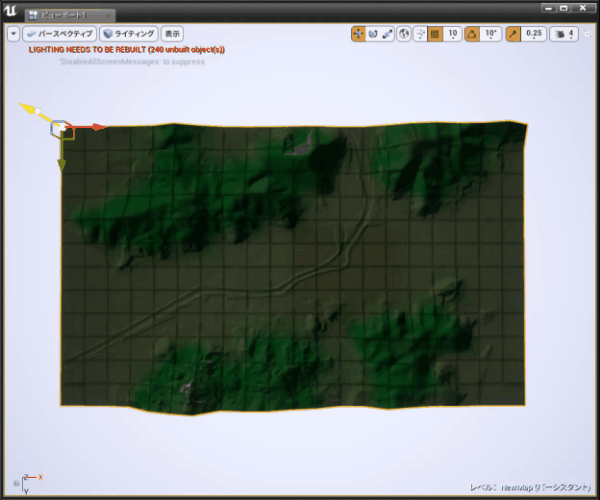 ビューポート1
パースペクティブ ライティング 表示 10 10° 0.25 4
LIGHTING NEEDS TO BE REBUILT (240 unbuilt object(s))
'DisableAllScreenMessages' to suppress
Z X
Y
レベル: NewMap (パーシスタント)